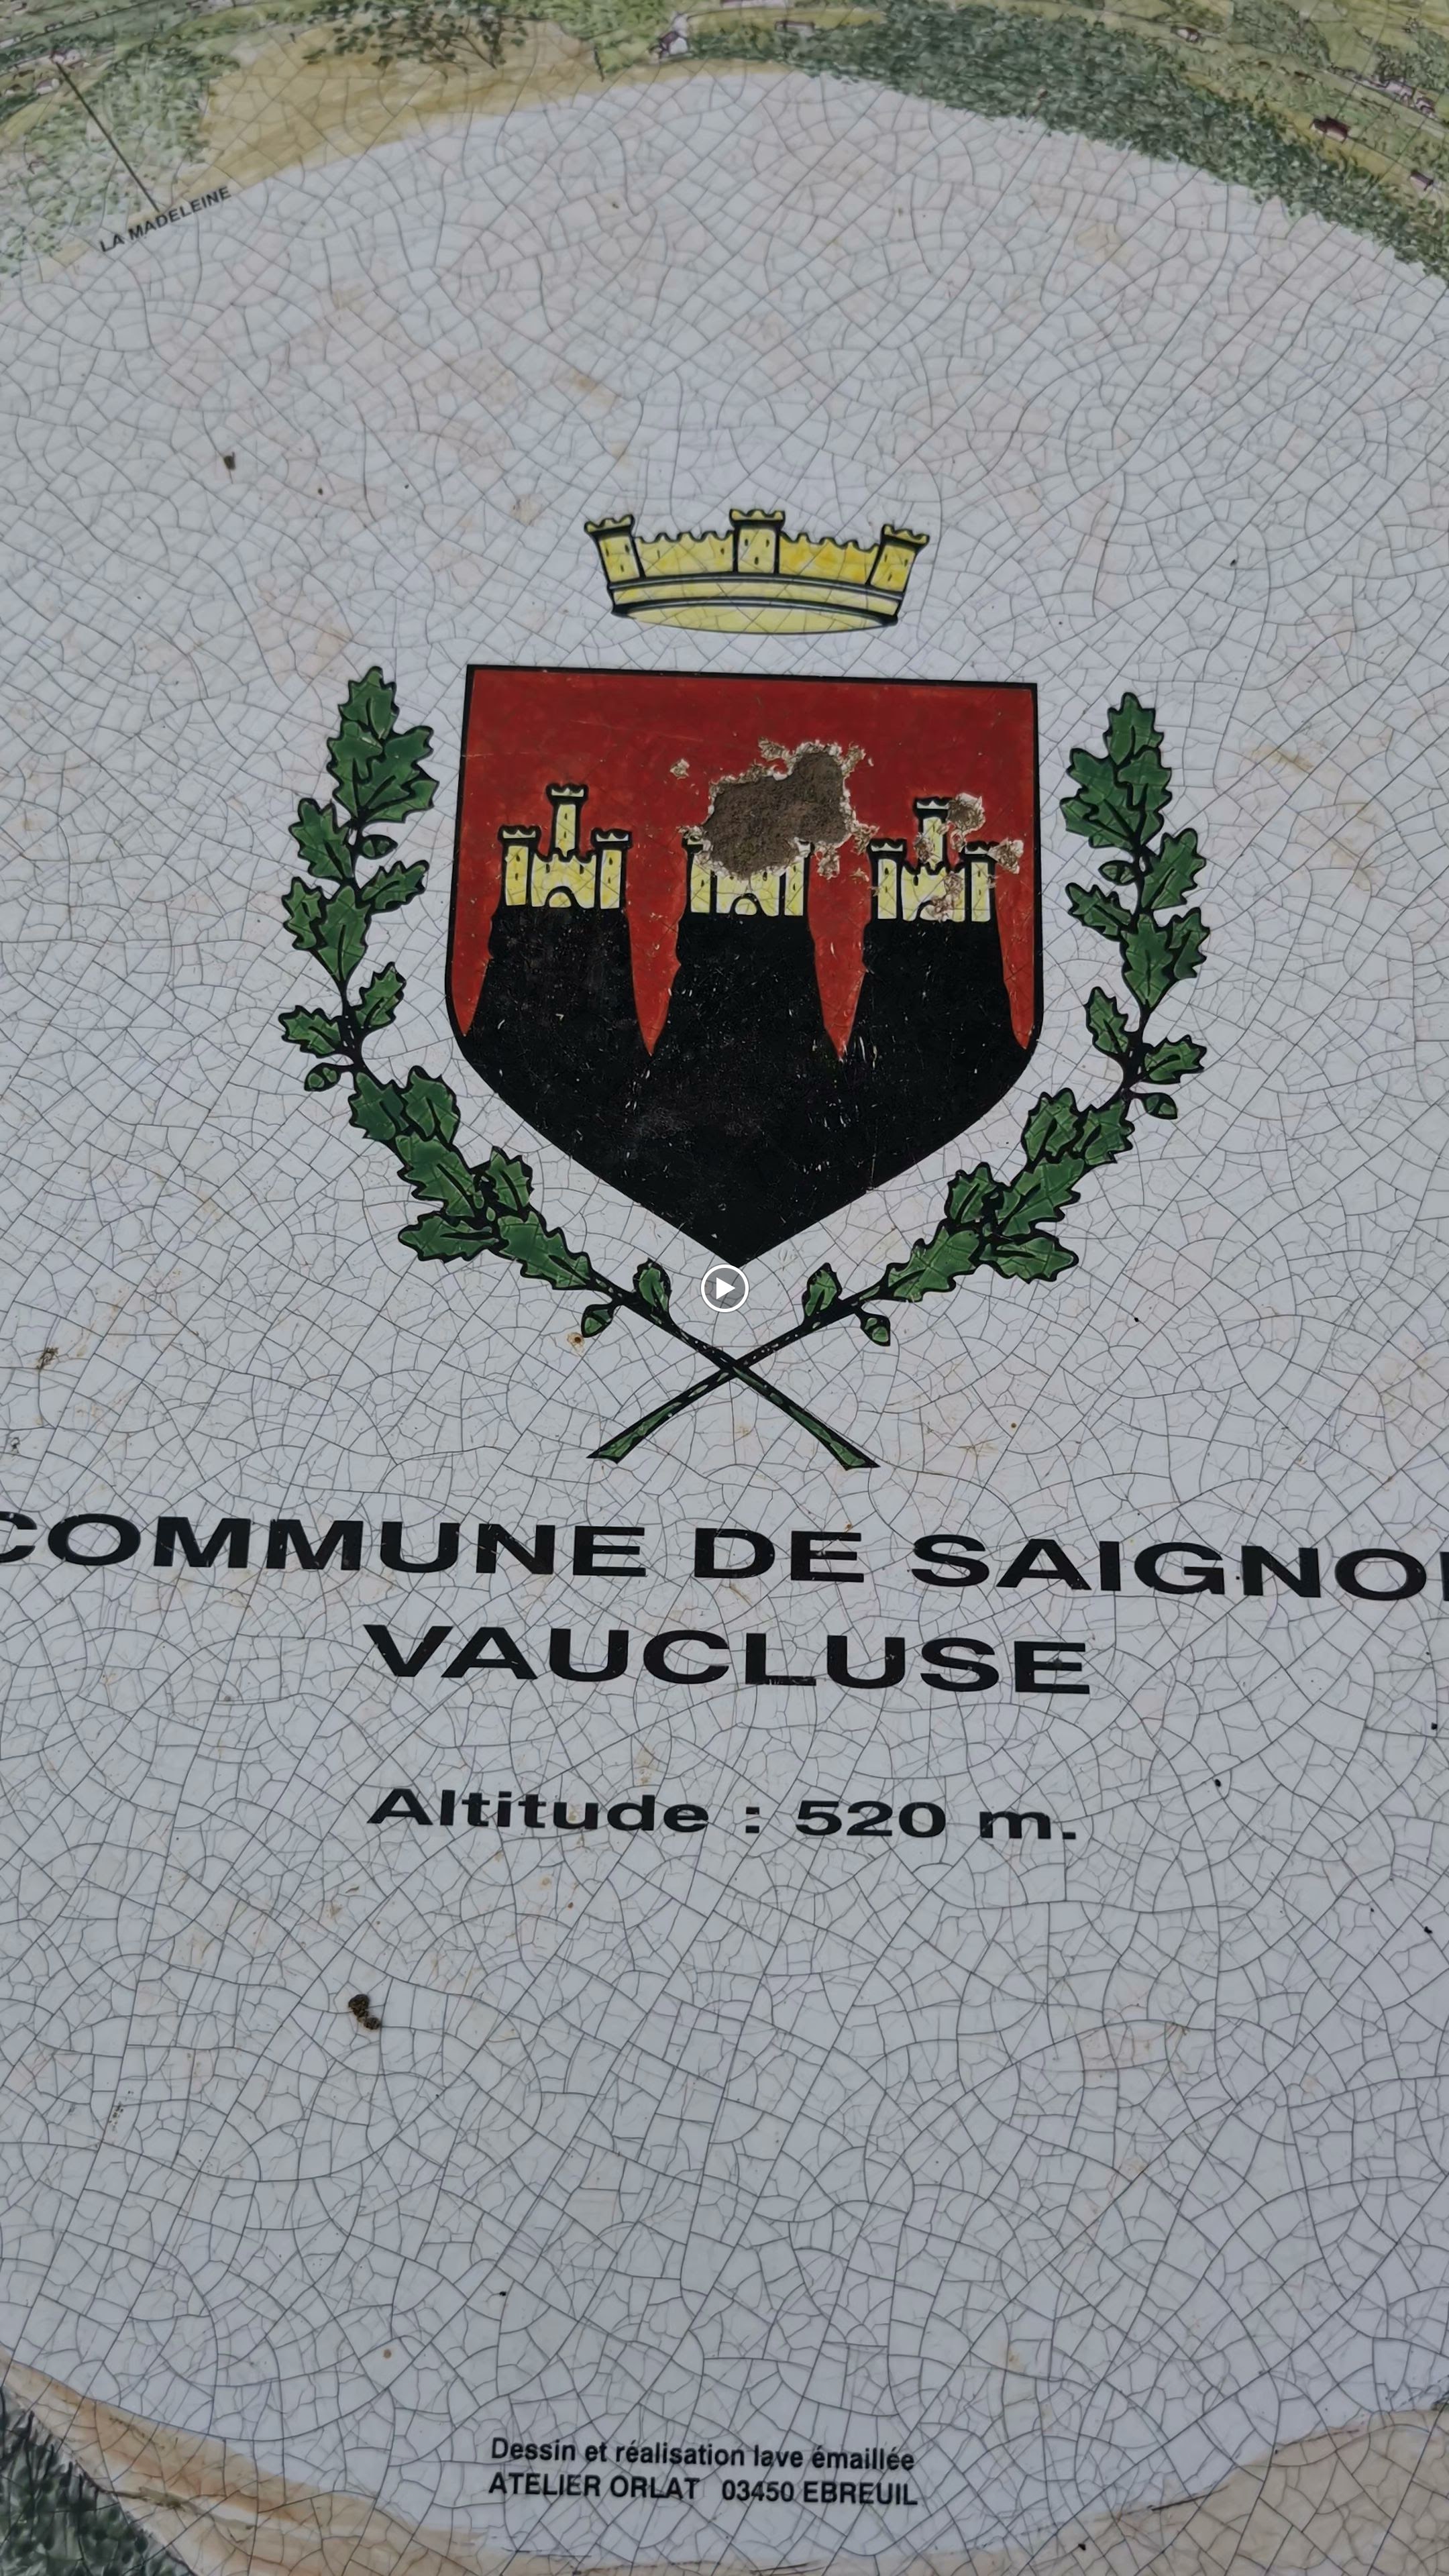 LA MADELEINE
COMMUNE DE SAIGNO
VAUCLUSE
Altitude : 520 m.
Dessin et réalisation lave émaillée
ATELIER ORLAT 03450 EBREUIL